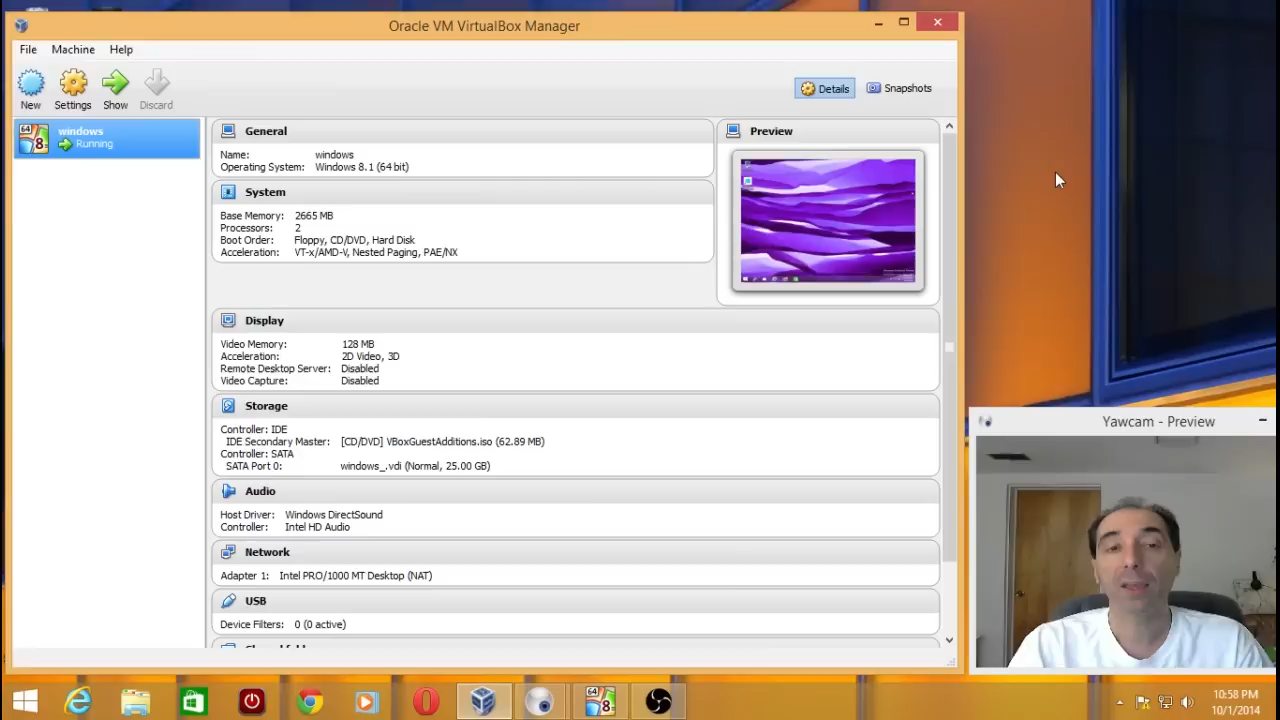 Oracle VM VirtualBox Manager
File Machine Help
New Settings Show Discard
Details Snapshots
64
8
windows
Running
General
Name: windows
Operating System: Windows 8.1 (64 bit)
Preview
System
Base Memory: 2665 MB
Processors: 2
Boot Order: Floppy, CD/DVD, Hard Disk
Acceleration: VT-x/AMD-V, Nested Paging, PAE/NX
Display
Video Memory: 128 MB
Acceleration: 2D Video, 3D
Remote Desktop Server: Disabled
Video Capture: Disabled
Storage
Controller: IDE
IDE Secondary Master: [CD/DVD] VBoxGuestAdditions.iso (62.89 MB)
Controller: SATA
SATA Port 0: windows_.vdi (Normal, 25.00 GB)
Audio
Host Driver: Windows DirectSound
Controller: Intel HD Audio
Network
Adapter 1: Intel PRO/1000 MT Desktop (NAT)
USB
Device Filters: 0 (0 active)
Yawcam - Preview
64
8
10:58 PM
10/1/2014